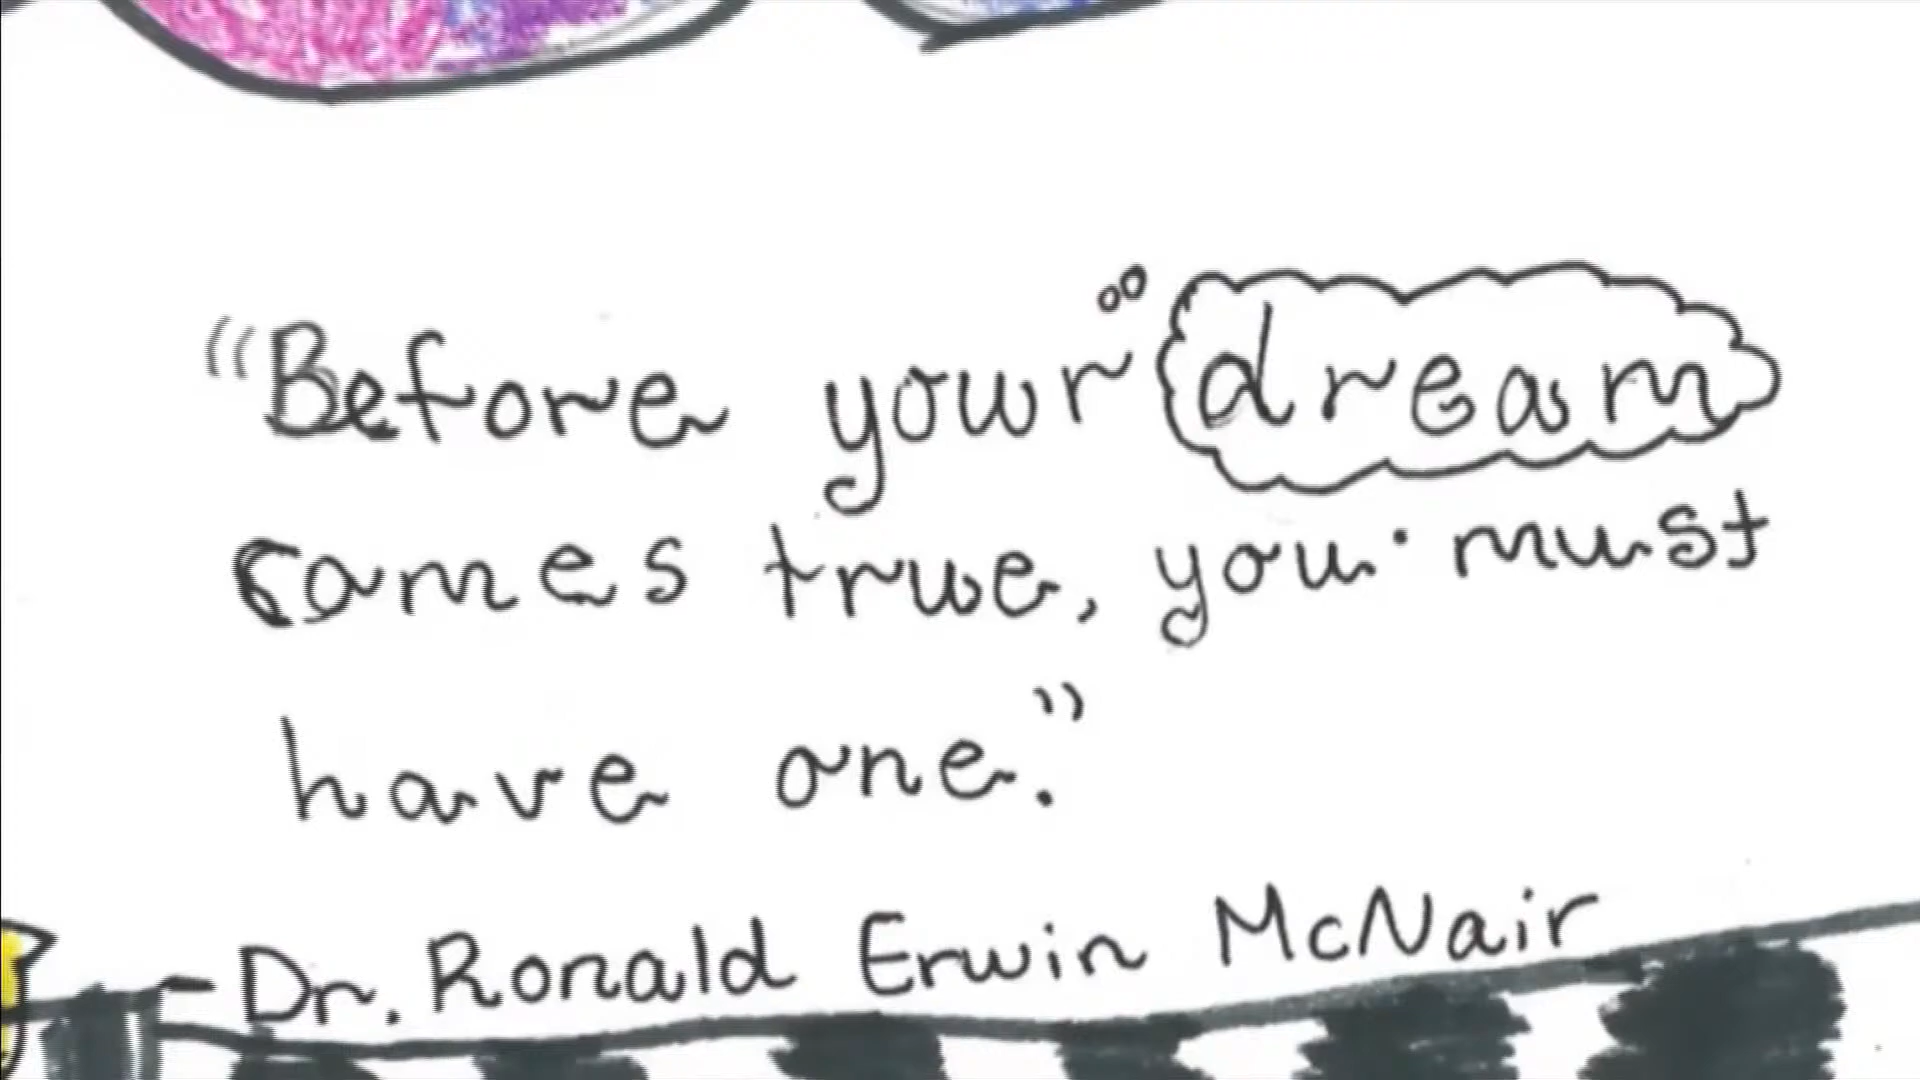 "Before your dream
comes true, you must
have one."
-Dr. Ronald Erwin McNair